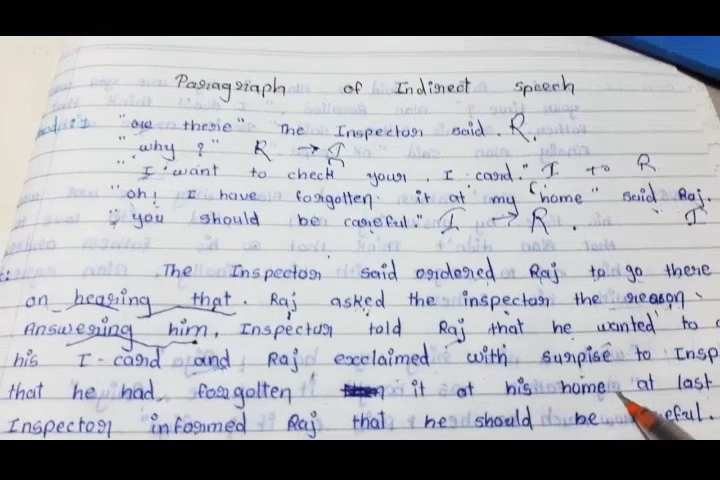 Paragraph of Indirect speech
"Go there" The Inspector said. R.
"why ?" R → I
"I want to check your I card." I to R
"oh! I have forgotten it at my home" said Raj.
"you should be careful." I → R. I
The Inspector said ordered Raj to go there
on hearing that. Raj asked the inspector the reason
Answering him, Inspector told Raj that he wanted to
his I-card and Raj exclaimed with surpise to Insp
that he had forgotten it at his home at last
Inspector informed Raj that he should be